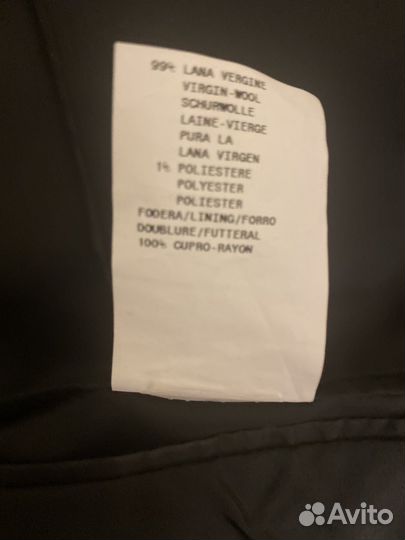 99% LANA VERGINE
VIRGIN-WOOL
SCHURWOLLE
LAINE-VIERGE
PURA LA
LANA VIRGEN
1% POLIESTERE
POLYESTER
POLIESTER
FODERA/LINING/FORRO
DOUBLURE/FUTTERAL
100% CUPRO-RAYON
Avito